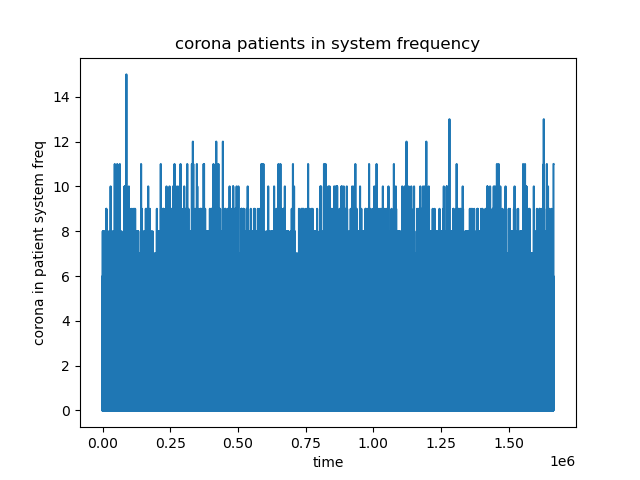 corona patients in system frequency
corona in patient system freq
14
12
10
8
6
4
2
0
0.00 0.25 0.50 0.75 1.00 1.25 1.50
1e6
time